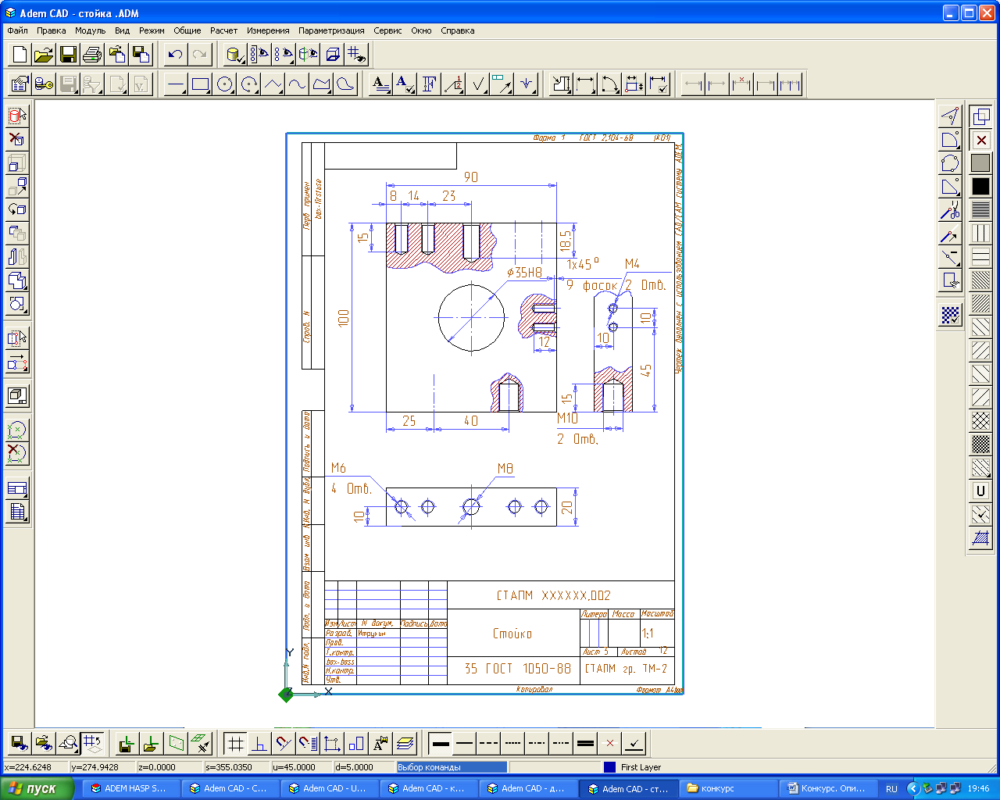 Adem CAD - стойка .ADM
Файл Правка Модуль Вид Режим Общие Расчет Измерения Параметризация Сервис Окно Справка
Форма 1 ГОСТ 2.104-68 (К01)
Перв. примен
box-firstuse
Справ. N
Подпись и дата
Инв. N дубл.
Взам инв N
Подп. и дата
Инв.N подл.
Чертеж выполнен с использованием CAD/CAM системы ADEM.
90
8 14 23
15
18.5
1x45°
9 фасок
⌀35H8
M4
2 Отв.
100
12
10
10
45
15
15
25 40
M10
2 Отв.
M6
4 Отв.
M8
10
20
СТАПМ XXXXXX.002
Стойка
35 ГОСТ 1050-88
СТАПМ гр. ТМ-2
Литера Масса Масштаб
1:1
Лист 5 Листов 12
Изм Лист N докум. Подпись Дата
Разраб.
Пров.
Т.контр.
box-boss
Н.контр.
Утв.
Копировал
Формат А4
Y
X
Z
x=224.6248 y=274.9428 z=0.0000 s=355.0350 u=45.0000 d=5.0000 Выбор команды First Layer
пуск ADEM HASP S... Adem CAD - С... Adem CAD - U... Adem CAD - к... Adem CAD - д... Adem CAD - ст... конкурс Конкурс. Опи... RU 19:46